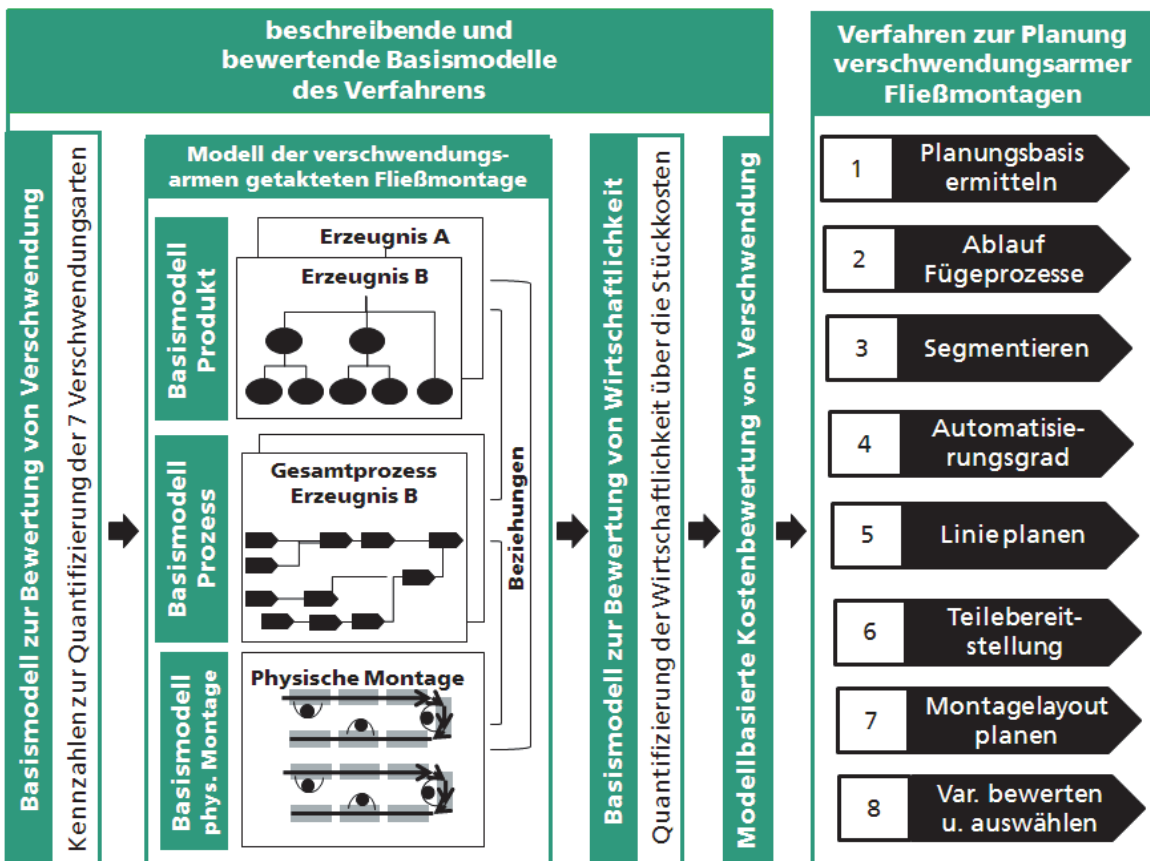 beschreibende und
bewertende Basismodelle
des Verfahrens
Basismodell zur Bewertung von Verschwendung
Kennzahlen zur Quantifizierung der 7 Verschwendungsarten
Modell der verschwendungs-
armen getakteten Fließmontage
Basismodell
Produkt
Erzeugnis A
Erzeugnis B
Basismodell
Prozess
Gesamtprozess
Erzeugnis B
Basismodell
phys. Montage
Physische Montage
Beziehungen
Basismodell zur Bewertung von Wirtschaftlichkeit
Quantifizierung der Wirtschaftlichkeit über die Stückkosten
Modellbasierte Kostenbewertung von Verschwendung
Verfahren zur Planung
verschwendungsarmer
Fließmontagen
1
Planungsbasis
ermitteln
2
Ablauf
Fügeprozesse
3
Segmentieren
4
Automatisie-
rungsgrad
5
Linie planen
6
Teilebereit-
stellung
7
Montagelayout
planen
8
Var. bewerten
u. auswählen